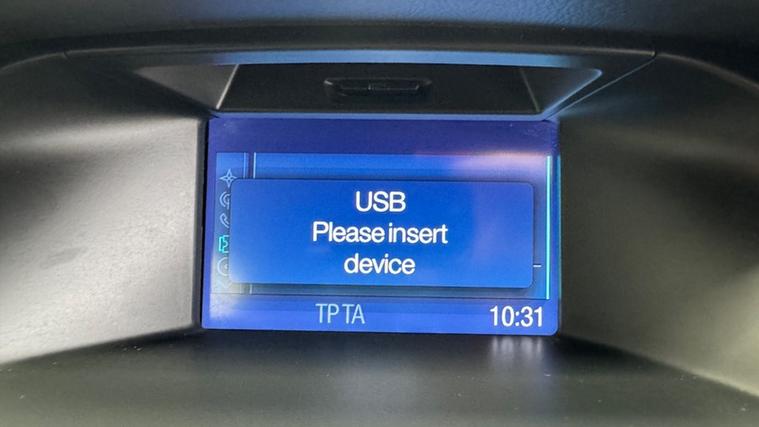 USB
Please insert
device
TP TA
10:31